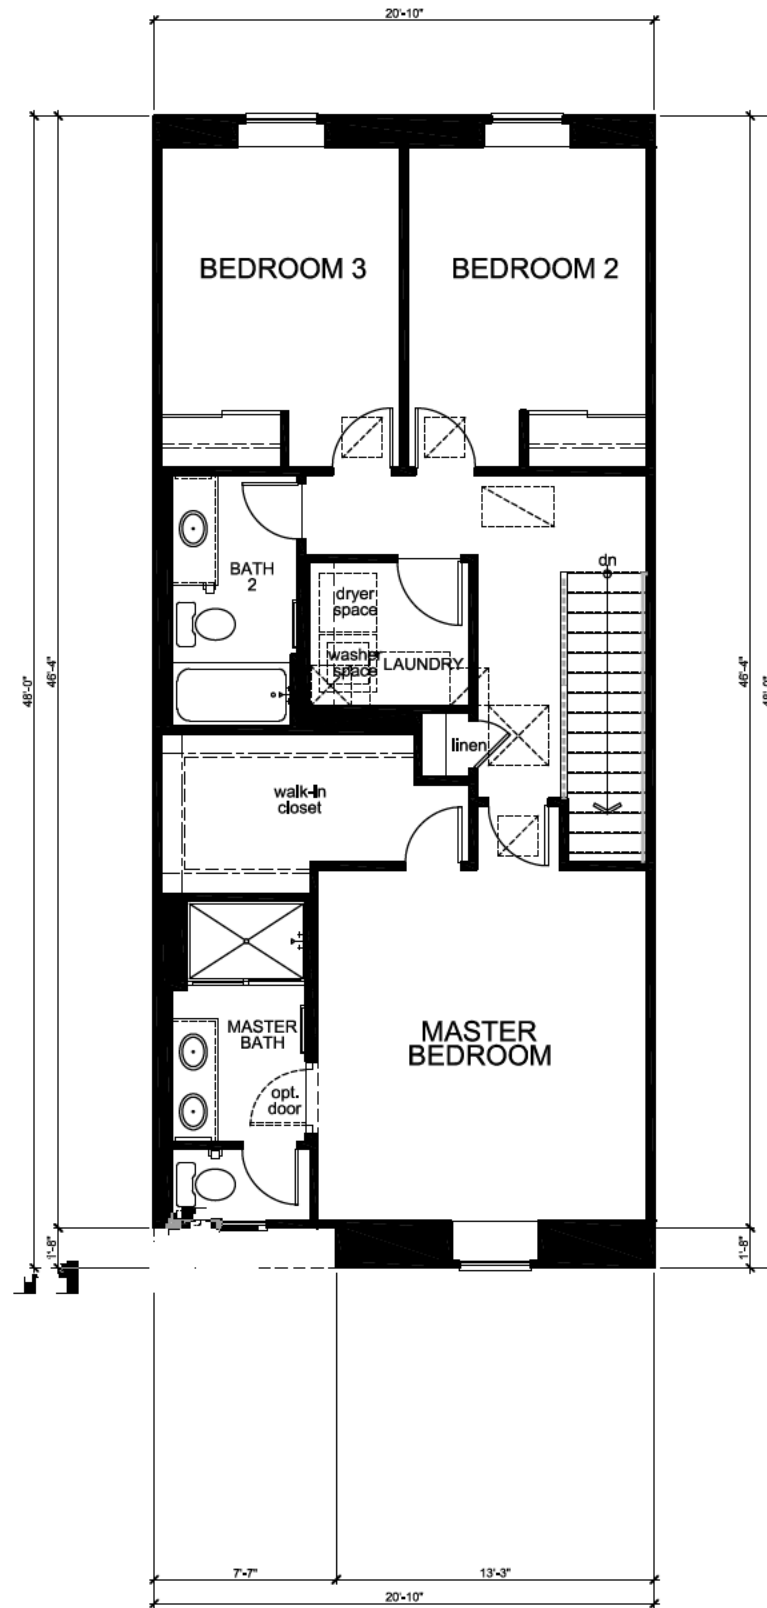 20'-10"
BEDROOM 3
BEDROOM 2
BATH
2
dn
dryer
space
washer
space
LAUNDRY
linen
walk-in
closet
48'-0"
46'-4"
46'-4"
48'-0"
MASTER
BATH
MASTER
BEDROOM
opt.
door
1'-8"
1'-8"
7'-7"
13'-3"
20'-10"